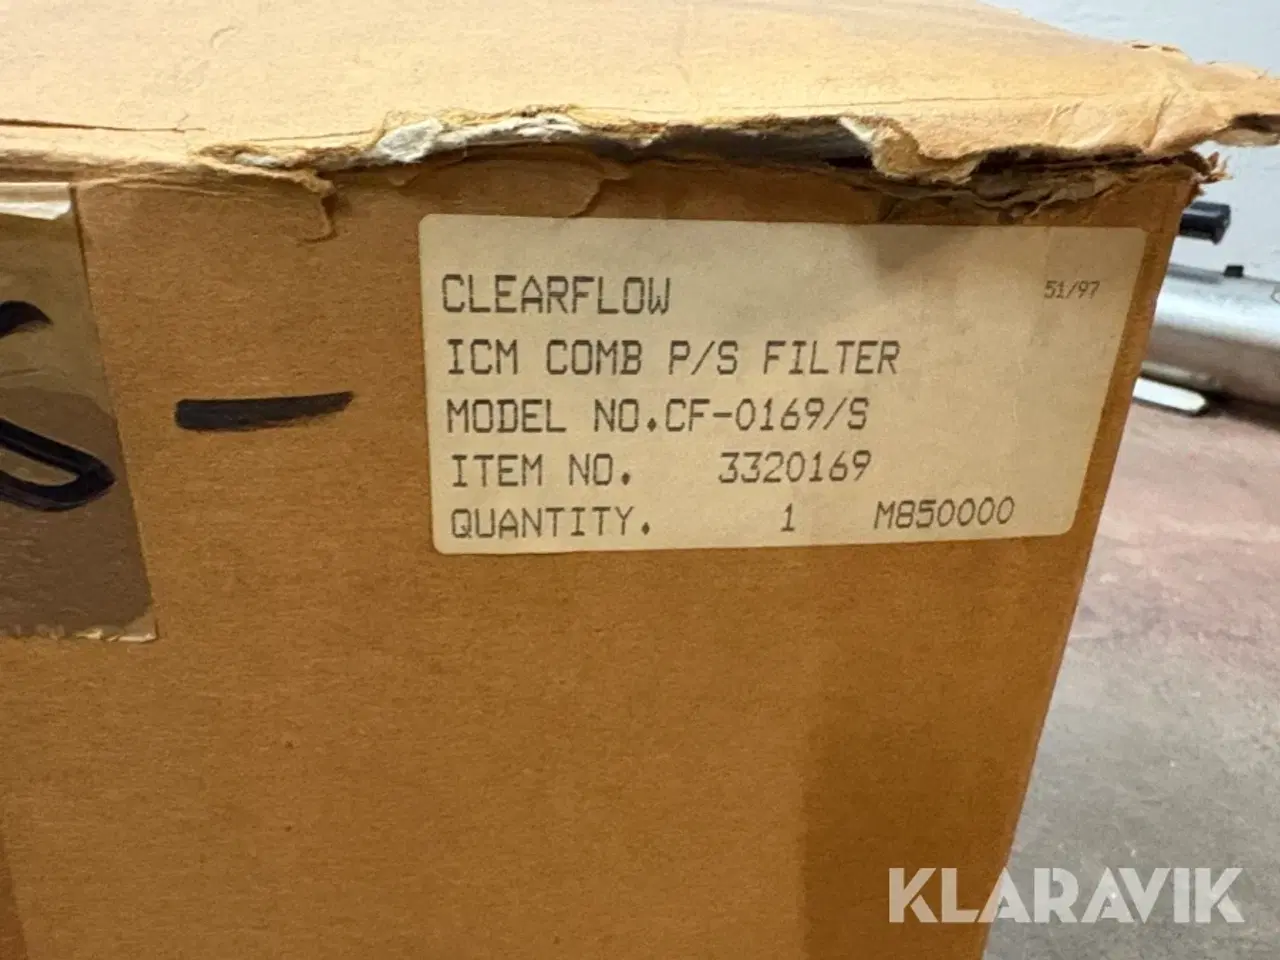 CLEARFLOW 51/97
ICM COMB P/S FILTER
MODEL NO.CF-0169/S
ITEM NO. 3320169
QUANTITY. 1 M850000
KLARAVIK